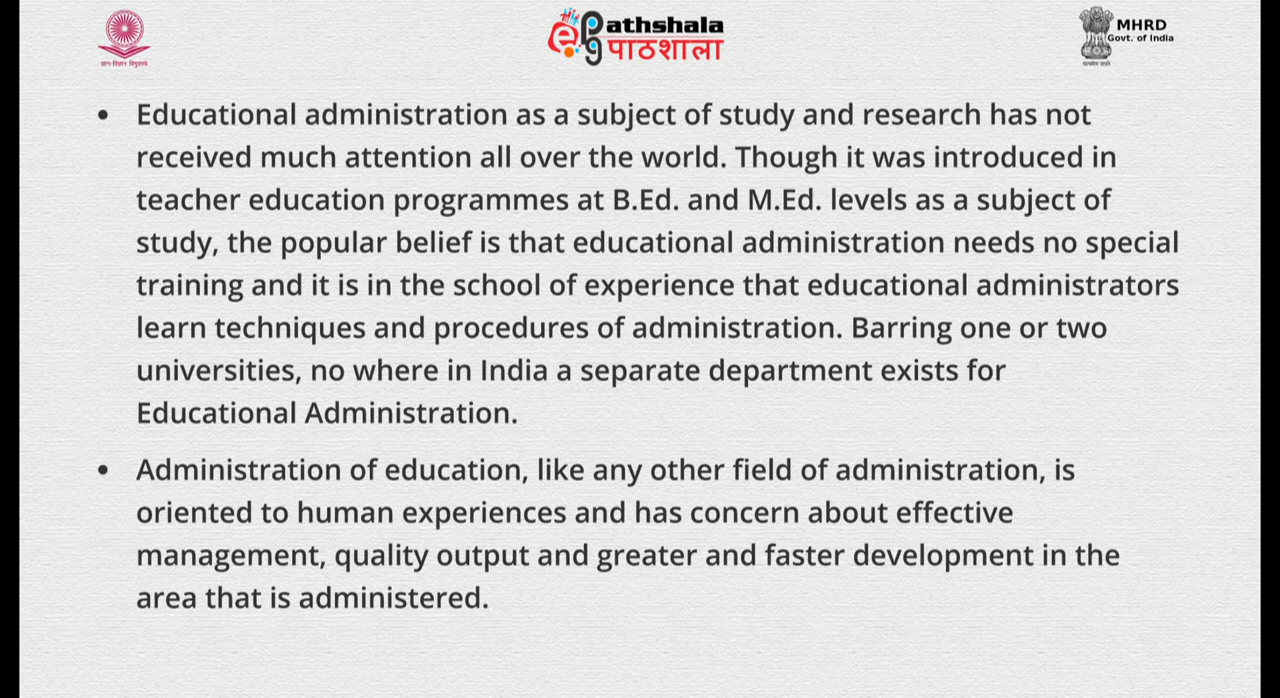 ज्ञान-विज्ञान विमुक्तये
e pg athshala
पाठशाला
MHRD
Govt. of India
सत्यमेव जयते
• Educational administration as a subject of study and research has not
received much attention all over the world. Though it was introduced in
teacher education programmes at B.Ed. and M.Ed. levels as a subject of
study, the popular belief is that educational administration needs no special
training and it is in the school of experience that educational administrators
learn techniques and procedures of administration. Barring one or two
universities, no where in India a separate department exists for
Educational Administration.
• Administration of education, like any other field of administration, is
oriented to human experiences and has concern about effective
management, quality output and greater and faster development in the
area that is administered.